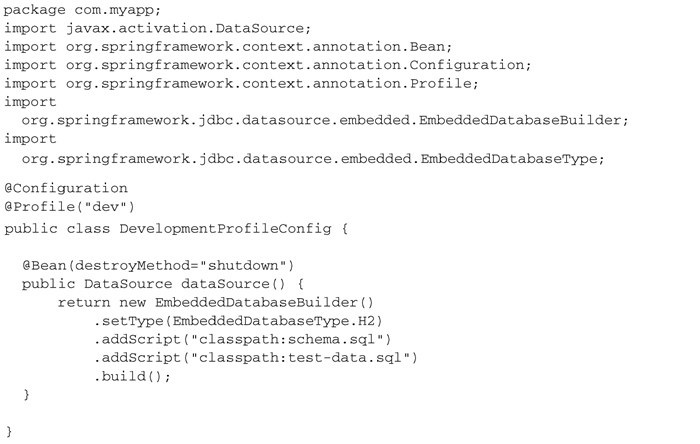 package com.myapp;
import javax.activation.DataSource;
import org.springframework.context.annotation.Bean;
import org.springframework.context.annotation.Configuration;
import org.springframework.context.annotation.Profile;
import
  org.springframework.jdbc.datasource.embedded.EmbeddedDatabaseBuilder;
import
  org.springframework.jdbc.datasource.embedded.EmbeddedDatabaseType;
@Configuration
@Profile("dev")
public class DevelopmentProfileConfig {
  @Bean(destroyMethod="shutdown")
  public DataSource dataSource() {
      return new EmbeddedDatabaseBuilder()
          .setType(EmbeddedDatabaseType.H2)
          .addScript("classpath:schema.sql")
          .addScript("classpath:test-data.sql")
          .build();
  }
}